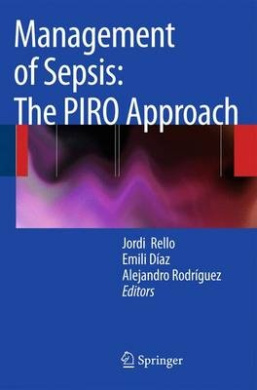 Management
of Sepsis:
The PIRO Approach
Jordi Rello
Emili Díaz
Alejandro Rodríguez
Editors
Springer